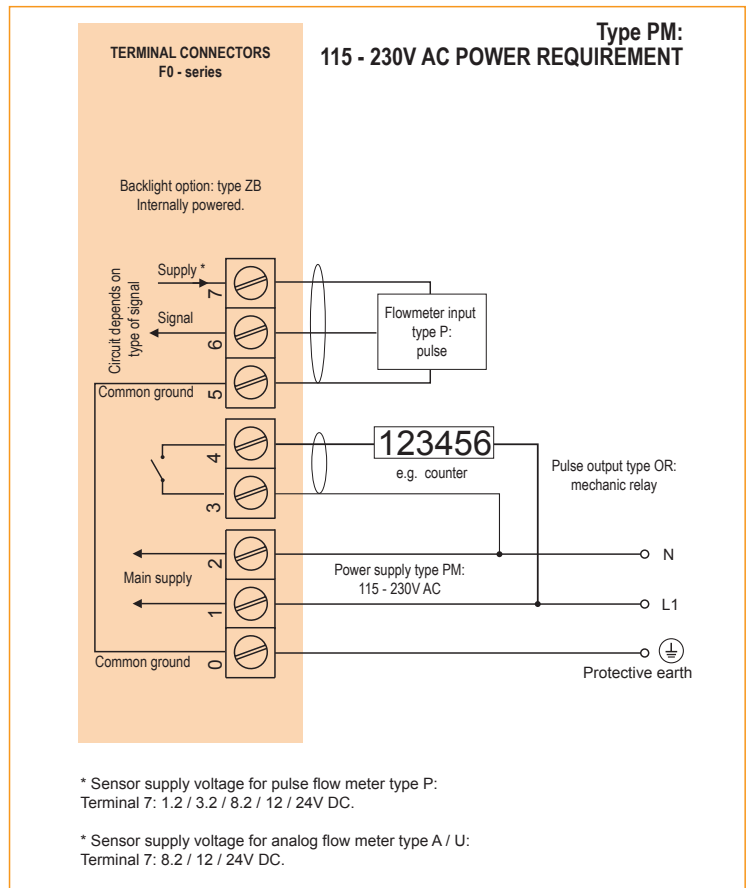 Type PM:
115 - 230V AC POWER REQUIREMENT
TERMINAL CONNECTORS
F0 - series
Backlight option: type ZB
Internally powered.
Circuit depends on
type of signal
Supply *
7
Signal
6
Common ground
5
Flowmeter input
type P:
pulse
4
123456
e.g. counter
3
Pulse output type OR:
mechanic relay
2
Main supply
1
Power supply type PM:
115 - 230V AC
N
L1
Common ground
0
Protective earth
* Sensor supply voltage for pulse flow meter type P:
Terminal 7: 1.2 / 3.2 / 8.2 / 12 / 24V DC.
* Sensor supply voltage for analog flow meter type A / U:
Terminal 7: 8.2 / 12 / 24V DC.